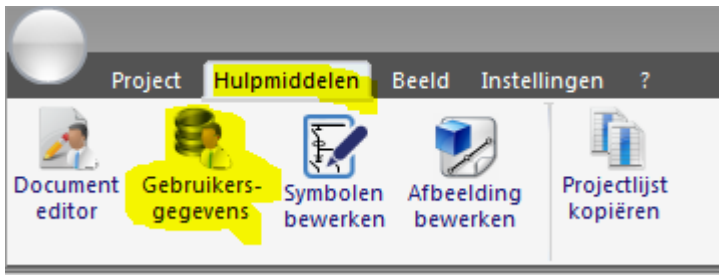 Project Hulpmiddelen Beeld Instellingen ?
Document Gebruikers- Symbolen Afbeelding Projectlijst
editor gegevens bewerken bewerken kopiëren